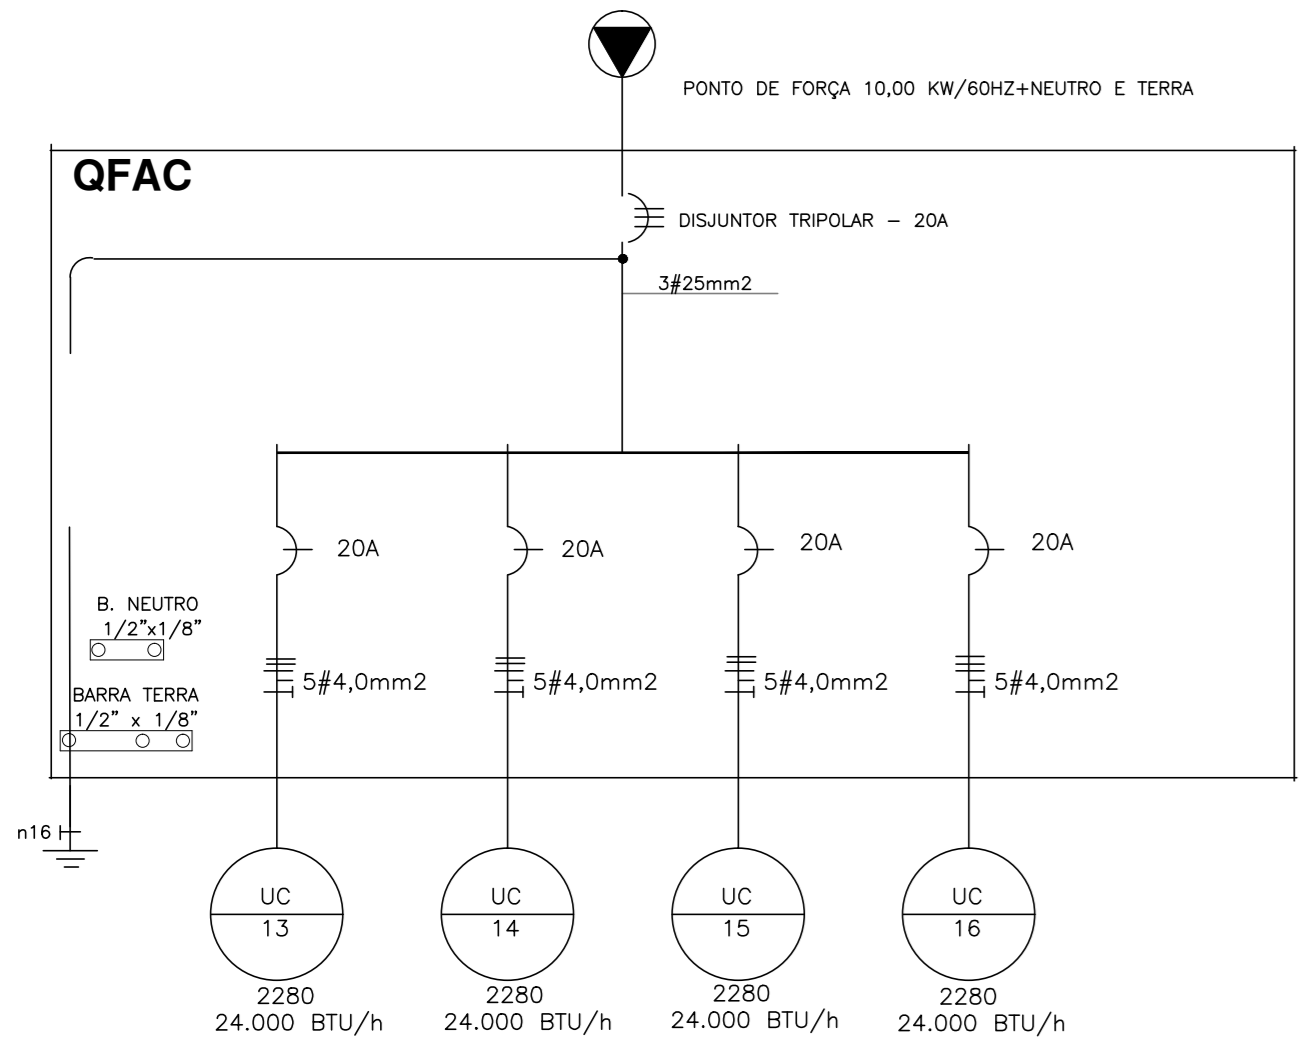 PONTO DE FORÇA 10,00 KW/60HZ+NEUTRO E TERRA
QFAC
DISJUNTOR TRIPOLAR - 20A
3#25mm2
20A
20A
20A
20A
B. NEUTRO
1/2"x1/8"
5#4,0mm2
5#4,0mm2
5#4,0mm2
5#4,0mm2
BARRA TERRA
1/2" x 1/8"
n16
UC
13
2280
24.000 BTU/h
UC
14
2280
24.000 BTU/h
UC
15
2280
24.000 BTU/h
UC
16
2280
24.000 BTU/h